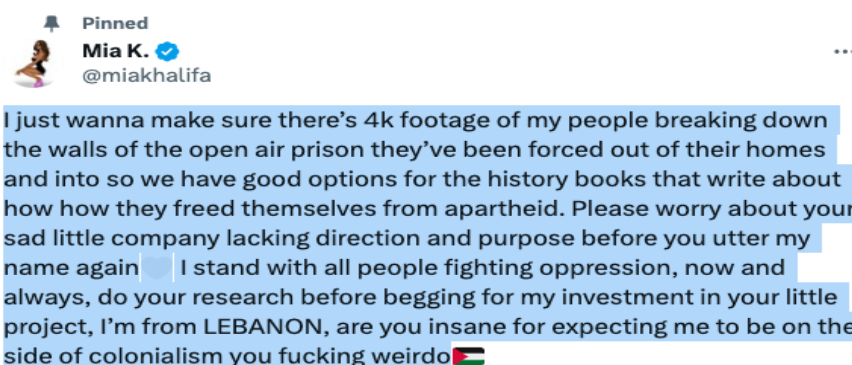 Pinned
Mia K.
@miakhalifa
I just wanna make sure there's 4k footage of my people breaking down
the walls of the open air prison they've been forced out of their homes
and into so we have good options for the history books that write about
how how they freed themselves from apartheid. Please worry about your
sad little company lacking direction and purpose before you utter my
name again🩵 I stand with all people fighting oppression, now and
always, do your research before begging for my investment in your little
project, I'm from LEBANON, are you insane for expecting me to be on the
side of colonialism you fucking weirdo🇵🇸